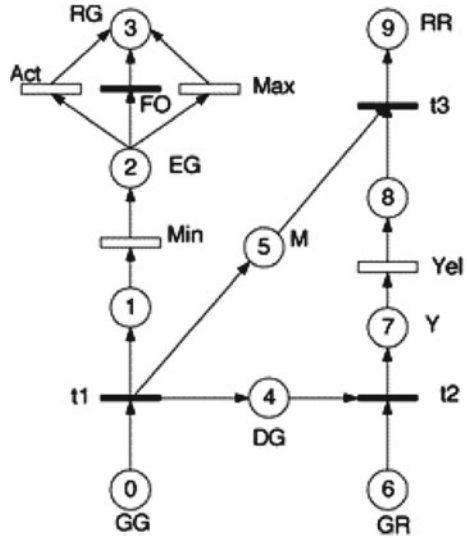 RG 3 9 RR
Act Max
FO t3
2 EG 8
Min 5 M Yel
1 7 Y
t1 4 t2
DG
0 6
GG GR